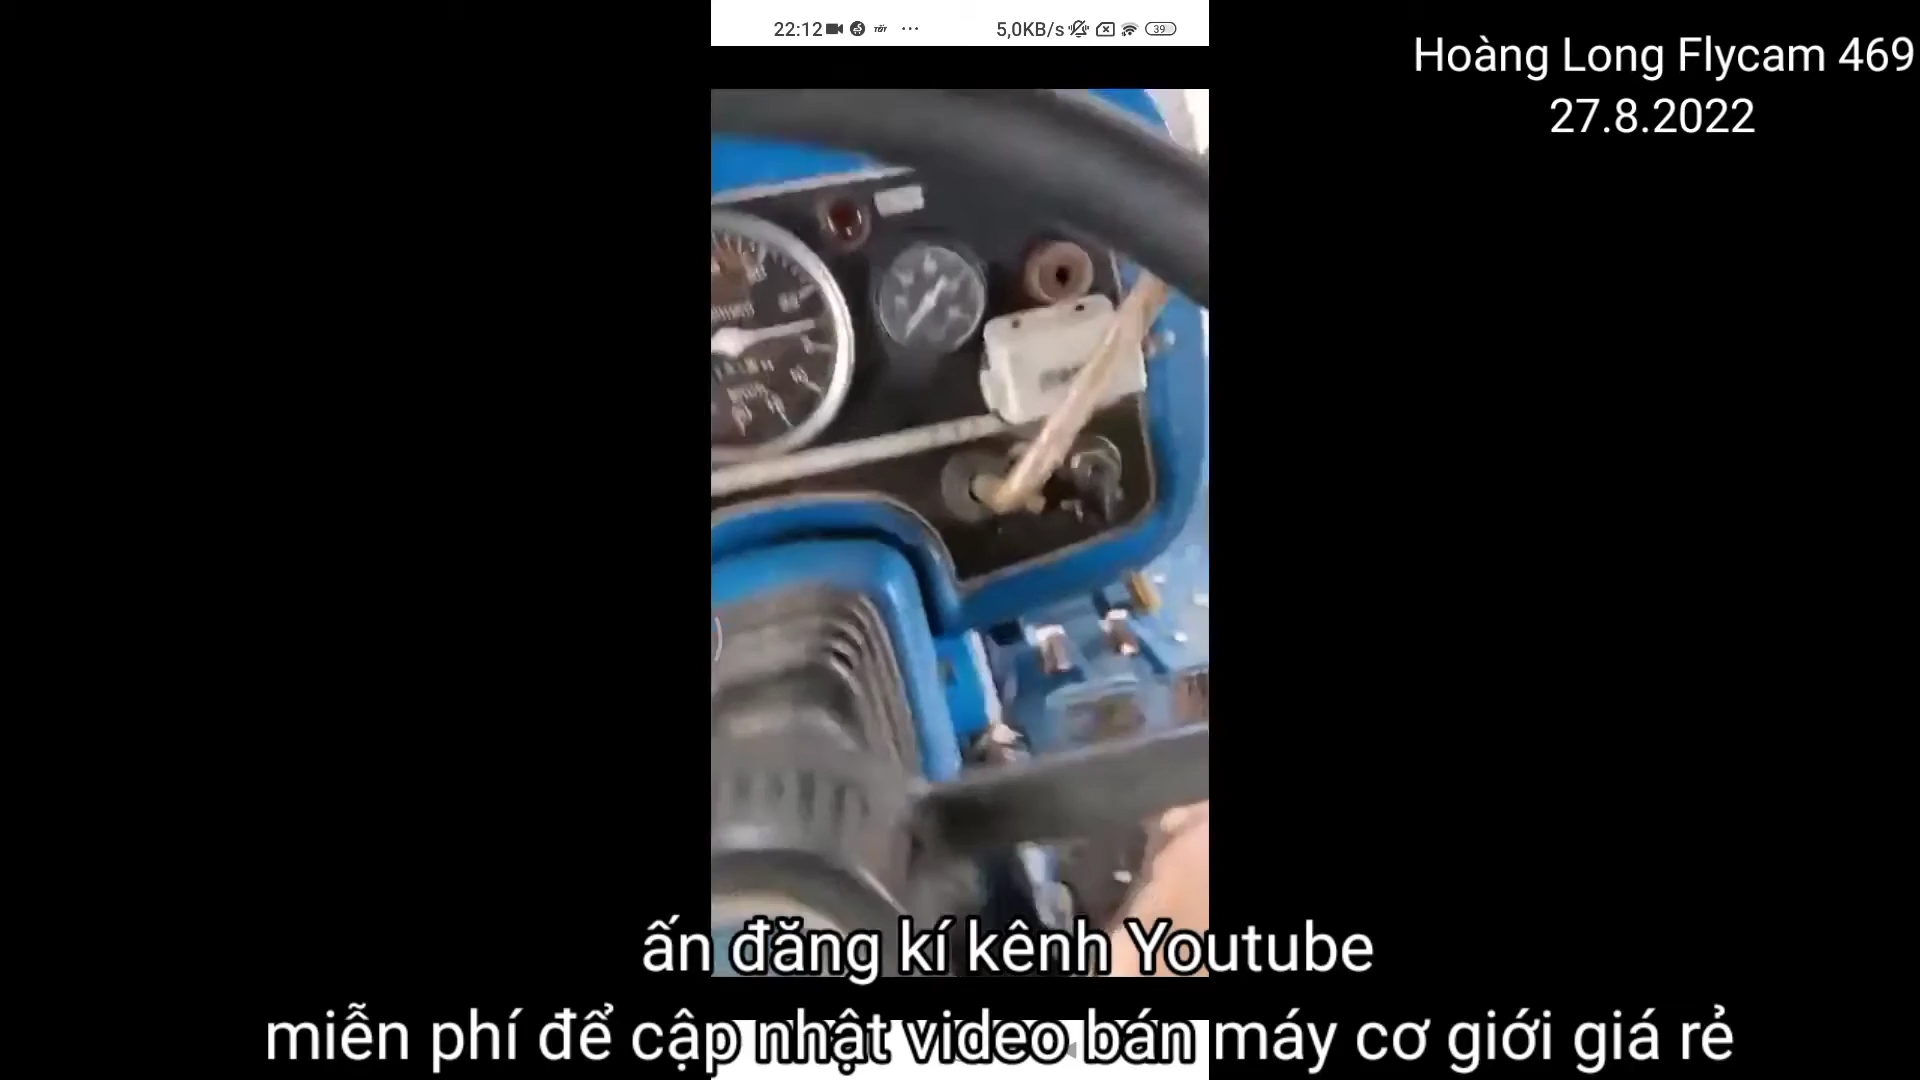 22:12
5,0KB/s
39
Hoàng Long Flycam 469
27.8.2022
ấn đăng kí kênh Youtube
miễn phí để cập nhật video bán máy cơ giới giá rẻ